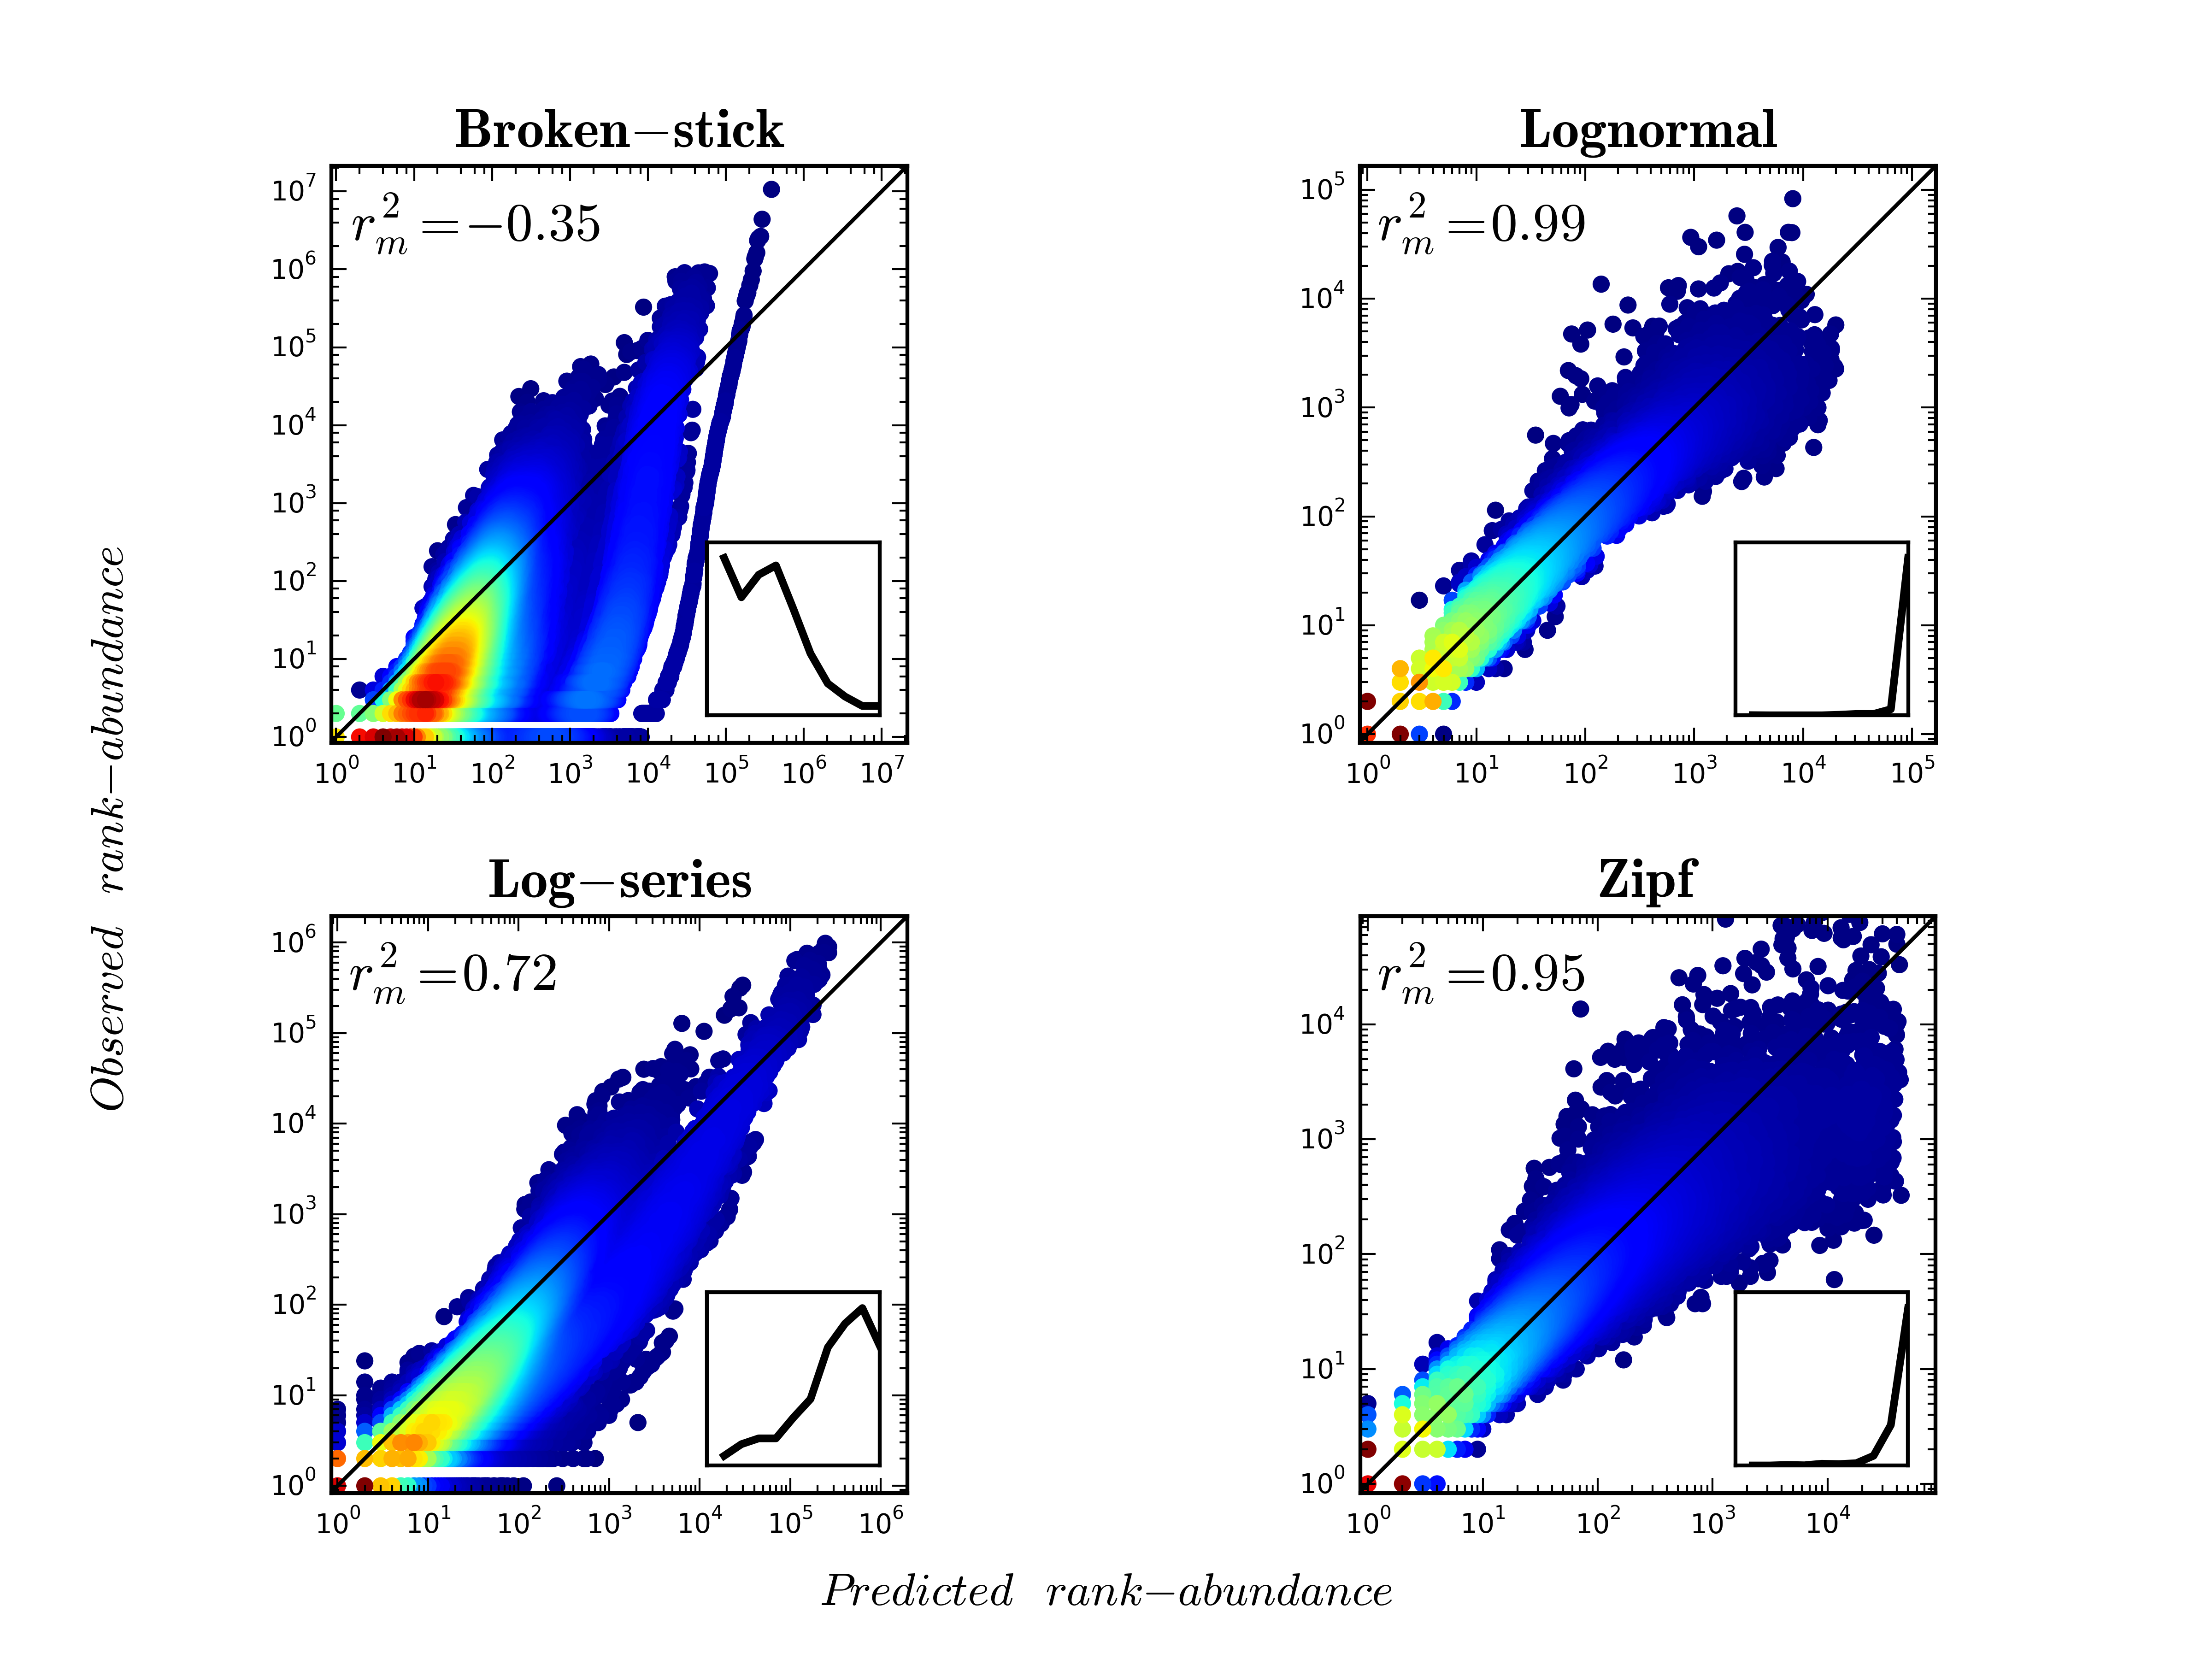 Broken−stick
r²ₘ=−0.35
10⁷
10⁶
10⁵
10⁴
10³
10²
10¹
10⁰
10⁰ 10¹ 10² 10³ 10⁴ 10⁵ 10⁶ 10⁷
Lognormal
r²ₘ=0.99
10⁵
10⁴
10³
10²
10¹
10⁰
10⁰ 10¹ 10² 10³ 10⁴ 10⁵
Log−series
r²ₘ=0.72
10⁶
10⁵
10⁴
10³
10²
10¹
10⁰
10⁰ 10¹ 10² 10³ 10⁴ 10⁵ 10⁶
Zipf
r²ₘ=0.95
10⁴
10³
10²
10¹
10⁰
10⁰ 10¹ 10² 10³ 10⁴
Observed rank−abundance
Predicted rank−abundance